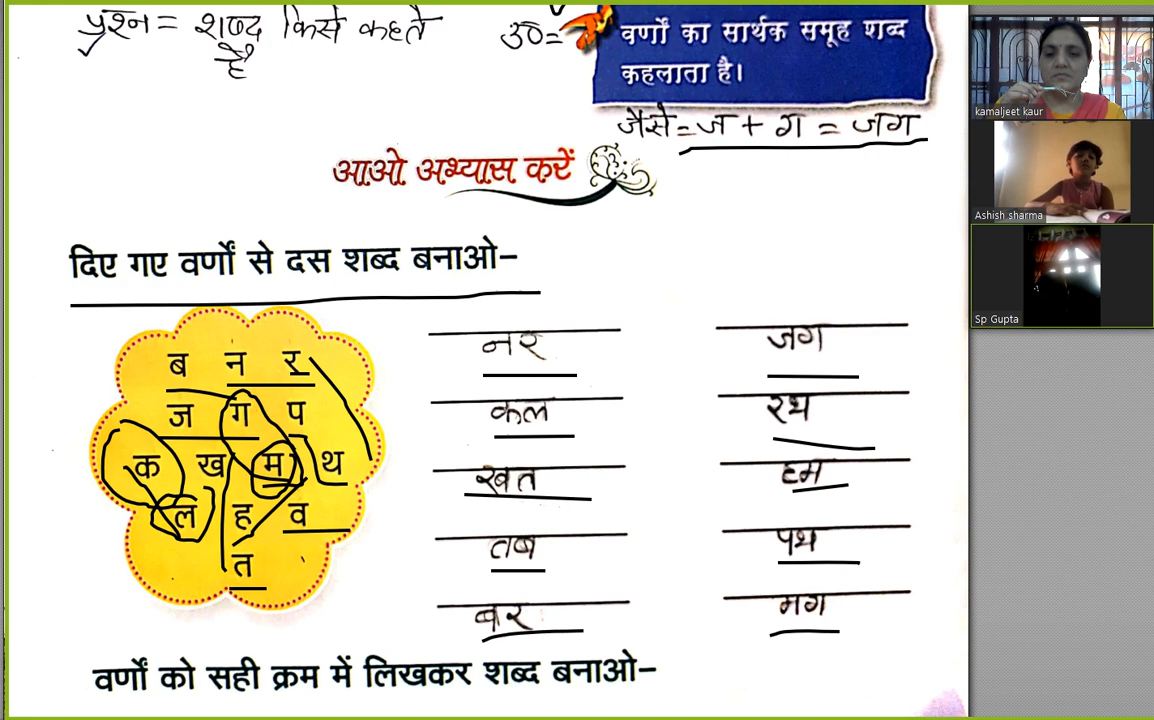 प्रश्न = शब्द किसे कहते
है
उ०=
वर्णों का सार्थक समूह शब्द
कहलाता है।
जैसे = ज + ग = जग
आओ अभ्यास करें
दिए गए वर्णों से दस शब्द बनाओ–
ब न र
ज ग प
क ख म थ
ल ह व
त
नर
जग
कल
रथ
खत
हम
तब
पथ
बर
मग
वर्णों को सही क्रम में लिखकर शब्द बनाओ–
kamaljeet kaur
Ashish sharma
Sp Gupta